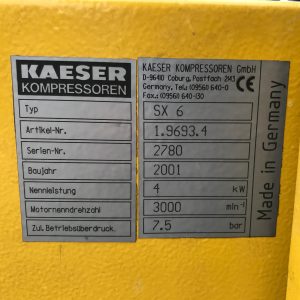 KAESER
KOMPRESSOREN
KAESER KOMPRESSOREN GmbH
D-96410 Coburg, Postfach 2143
Germany, Tel.:(09561) 640-0
Fax.:(09561) 640-130
CE
Typ SX 6
Artikel-Nr. 1.9693.4
Serien-Nr. 2780
Baujahr 2001
Nennleistung 4 kW
Motornenndrehzahl 3000 min⁻¹
Zul. Betriebsüberdruck. 7.5 bar
Made in Germany